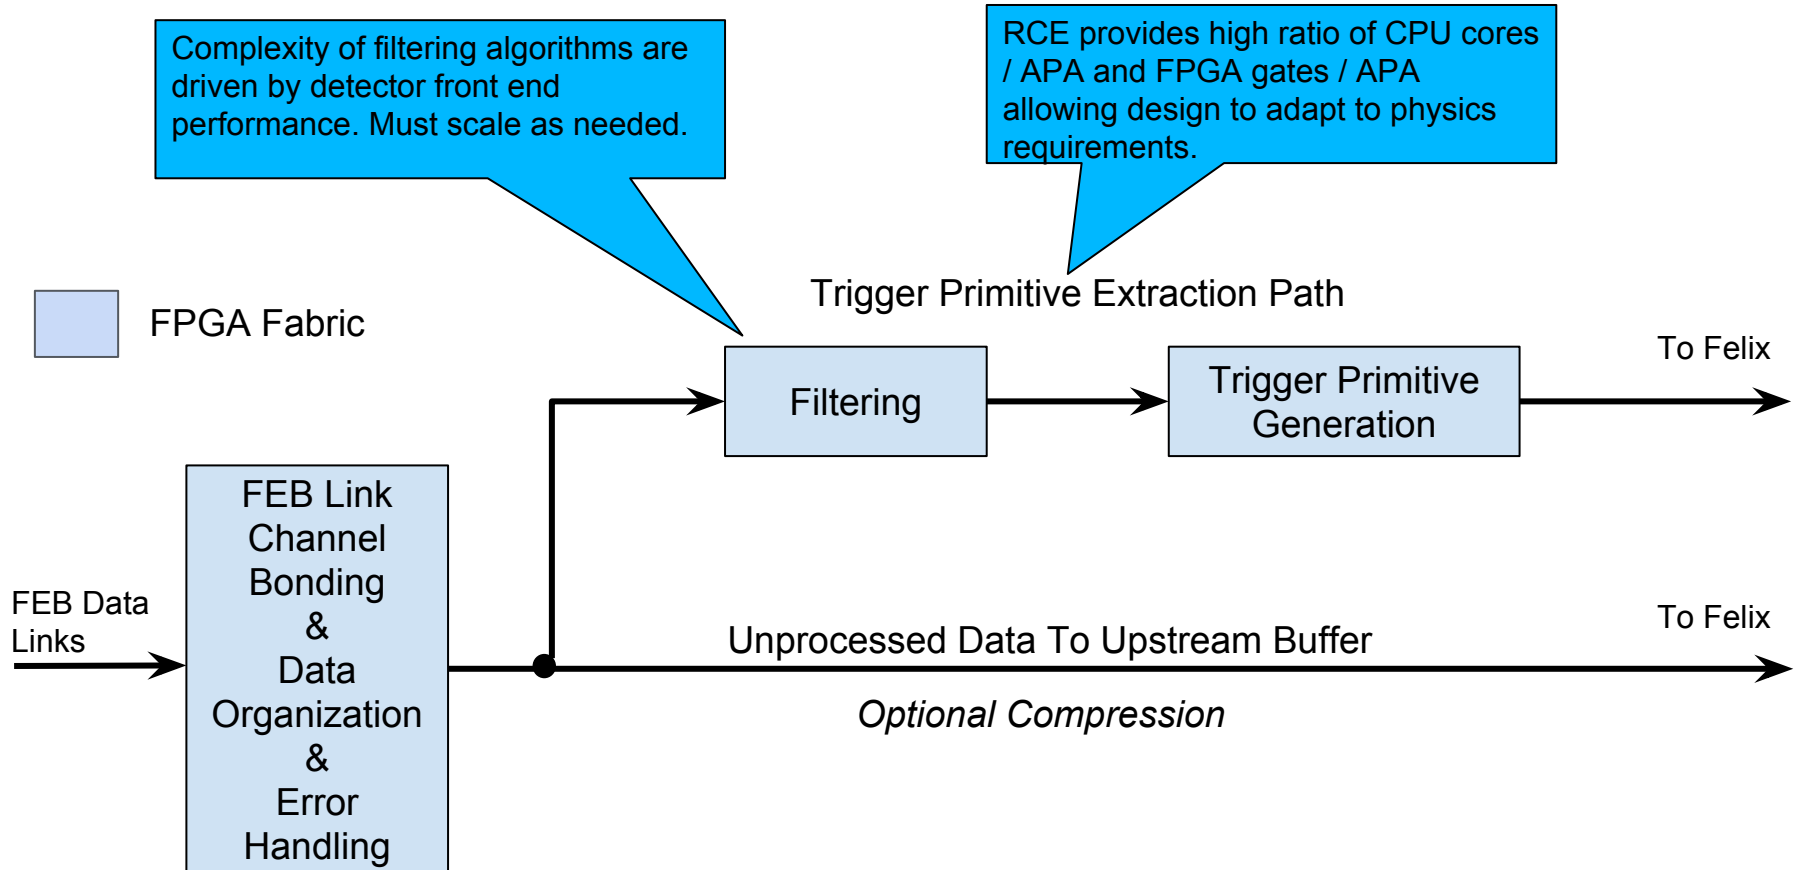 Complexity of filtering algorithms are
driven by detector front end
performance. Must scale as needed.
RCE provides high ratio of CPU cores
/ APA and FPGA gates / APA
allowing design to adapt to physics
requirements.
Trigger Primitive Extraction Path
FPGA Fabric
To Felix
Filtering
Trigger Primitive
Generation
FEB Link
Channel
Bonding
&
Data
Organization
&
Error
Handling
FEB Data
Links
Unprocessed Data To Upstream Buffer
To Felix
Optional Compression